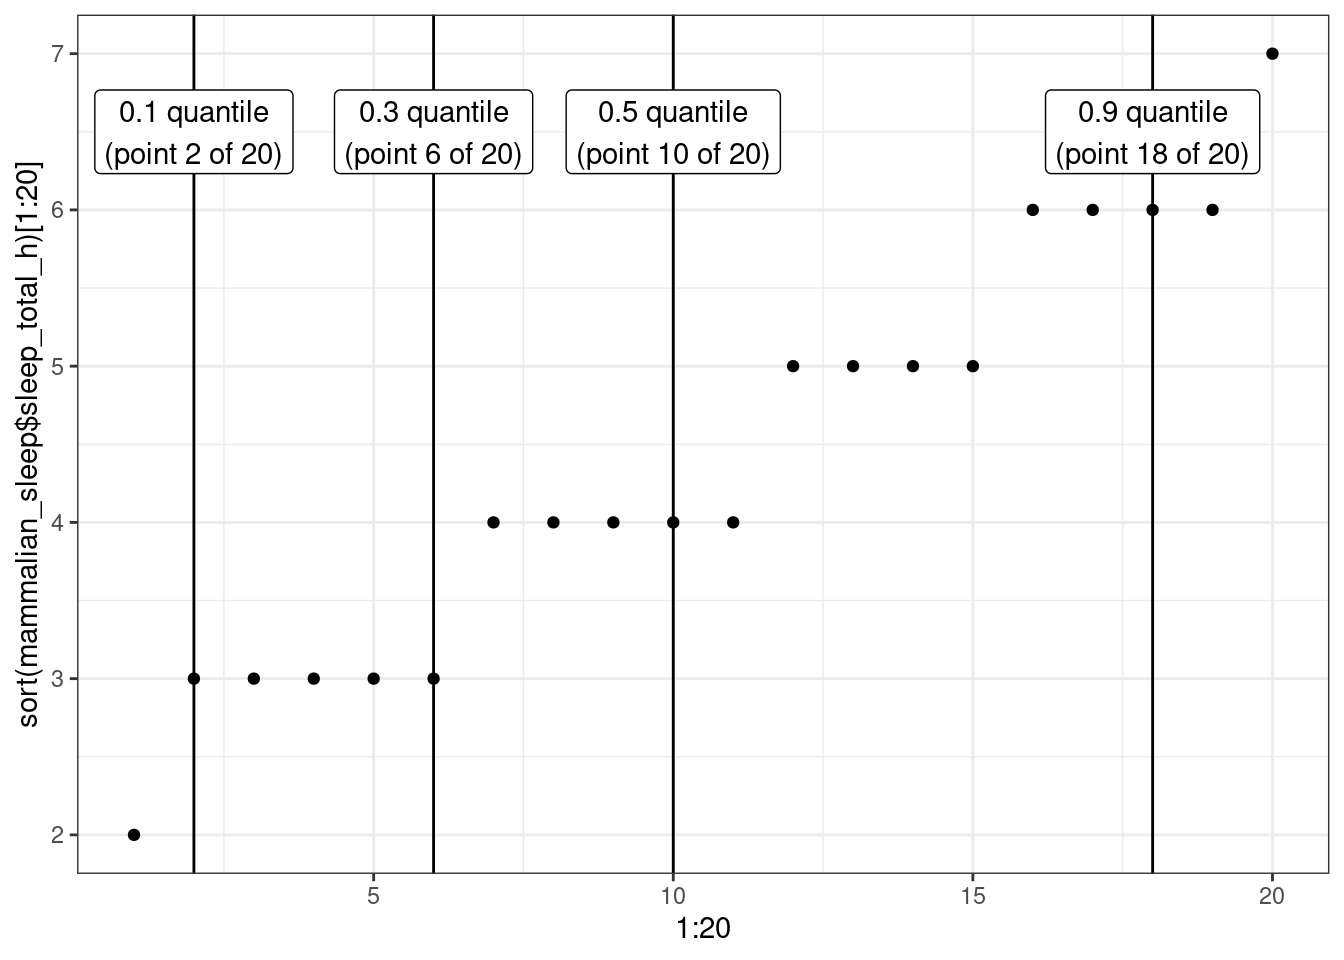 7
6
5
4
3
2
sort(mammalian_sleep$sleep_total_h)[1:20]
0.1 quantile
(point 2 of 20)
0.3 quantile
(point 6 of 20)
0.5 quantile
(point 10 of 20)
0.9 quantile
(point 18 of 20)
5
10
15
20
1:20